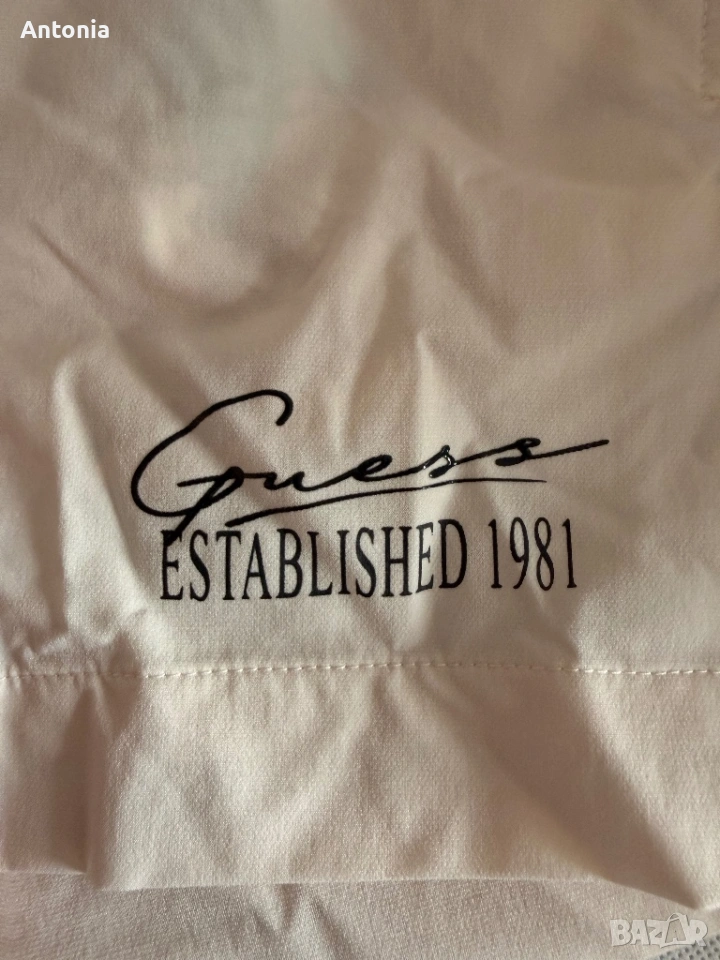 Antonia
Guess
ESTABLISHED 1981
BAZAR